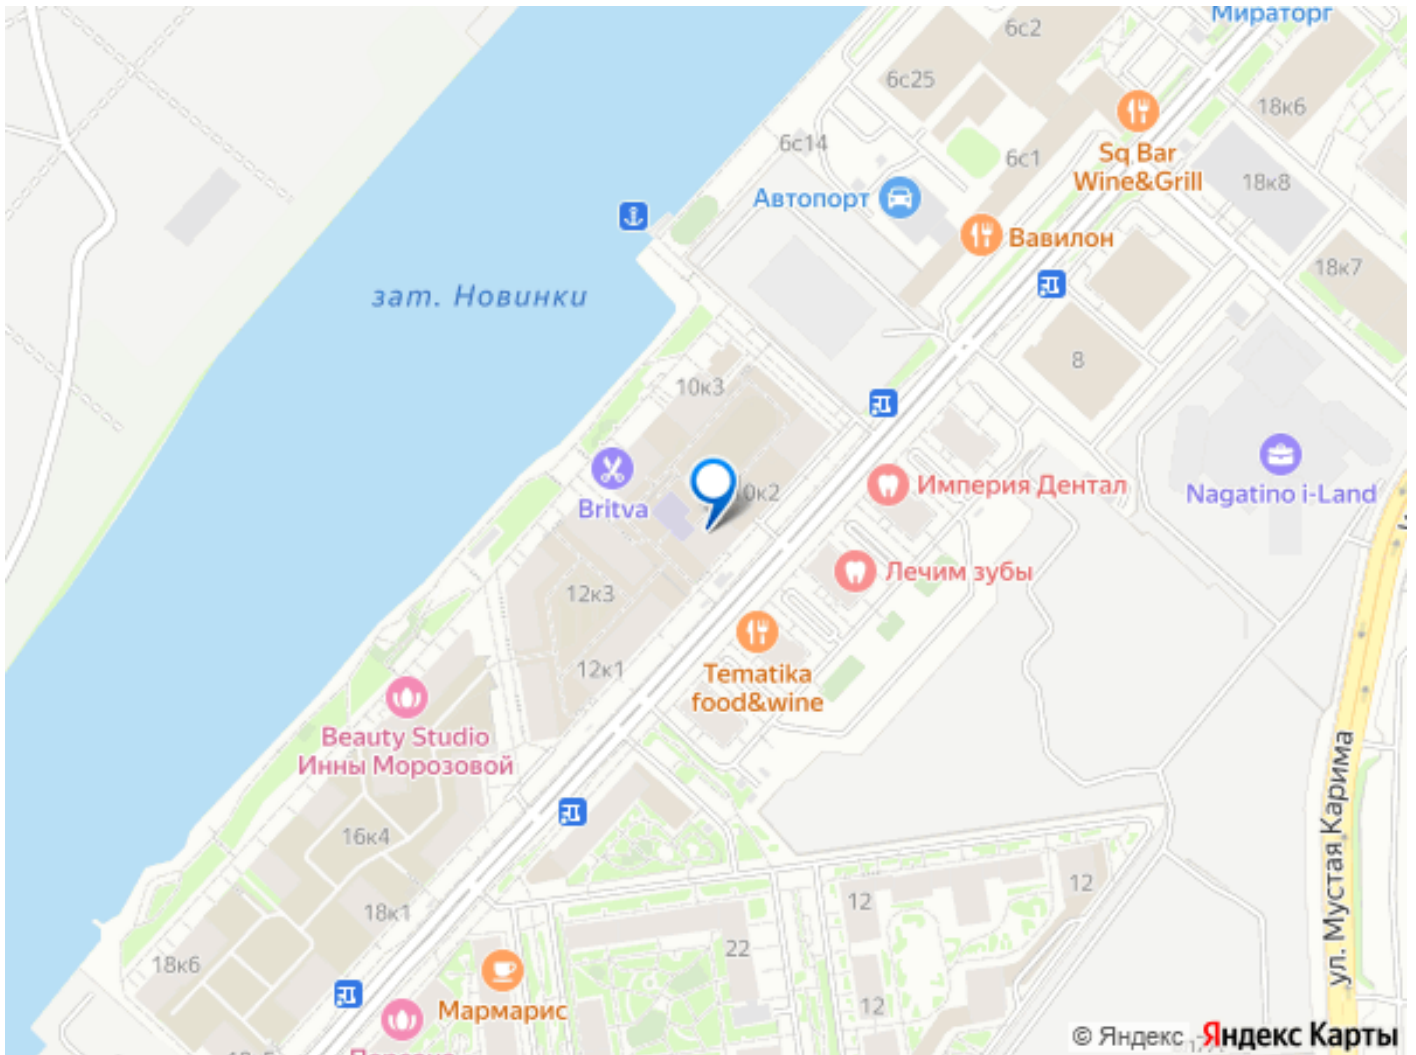 Мираторг
6с2
6с25
18к6
6с14
Sq.Bar
Wine&Grill
6с1
18к8
Автопорт
Вавилон
18к7
зат. Новинки
8
10к3
Britva
10к2
Империя Дентал
Nagatino i-Land
Лечим зубы
12к3
12к1
Tematika
food&wine
Beauty Studio
Инны Морозовой
16к4
18к1
18к6
12
12
22
12
Мармарис
ул. Мустая Карима
© Яндекс
Яндекс Карты